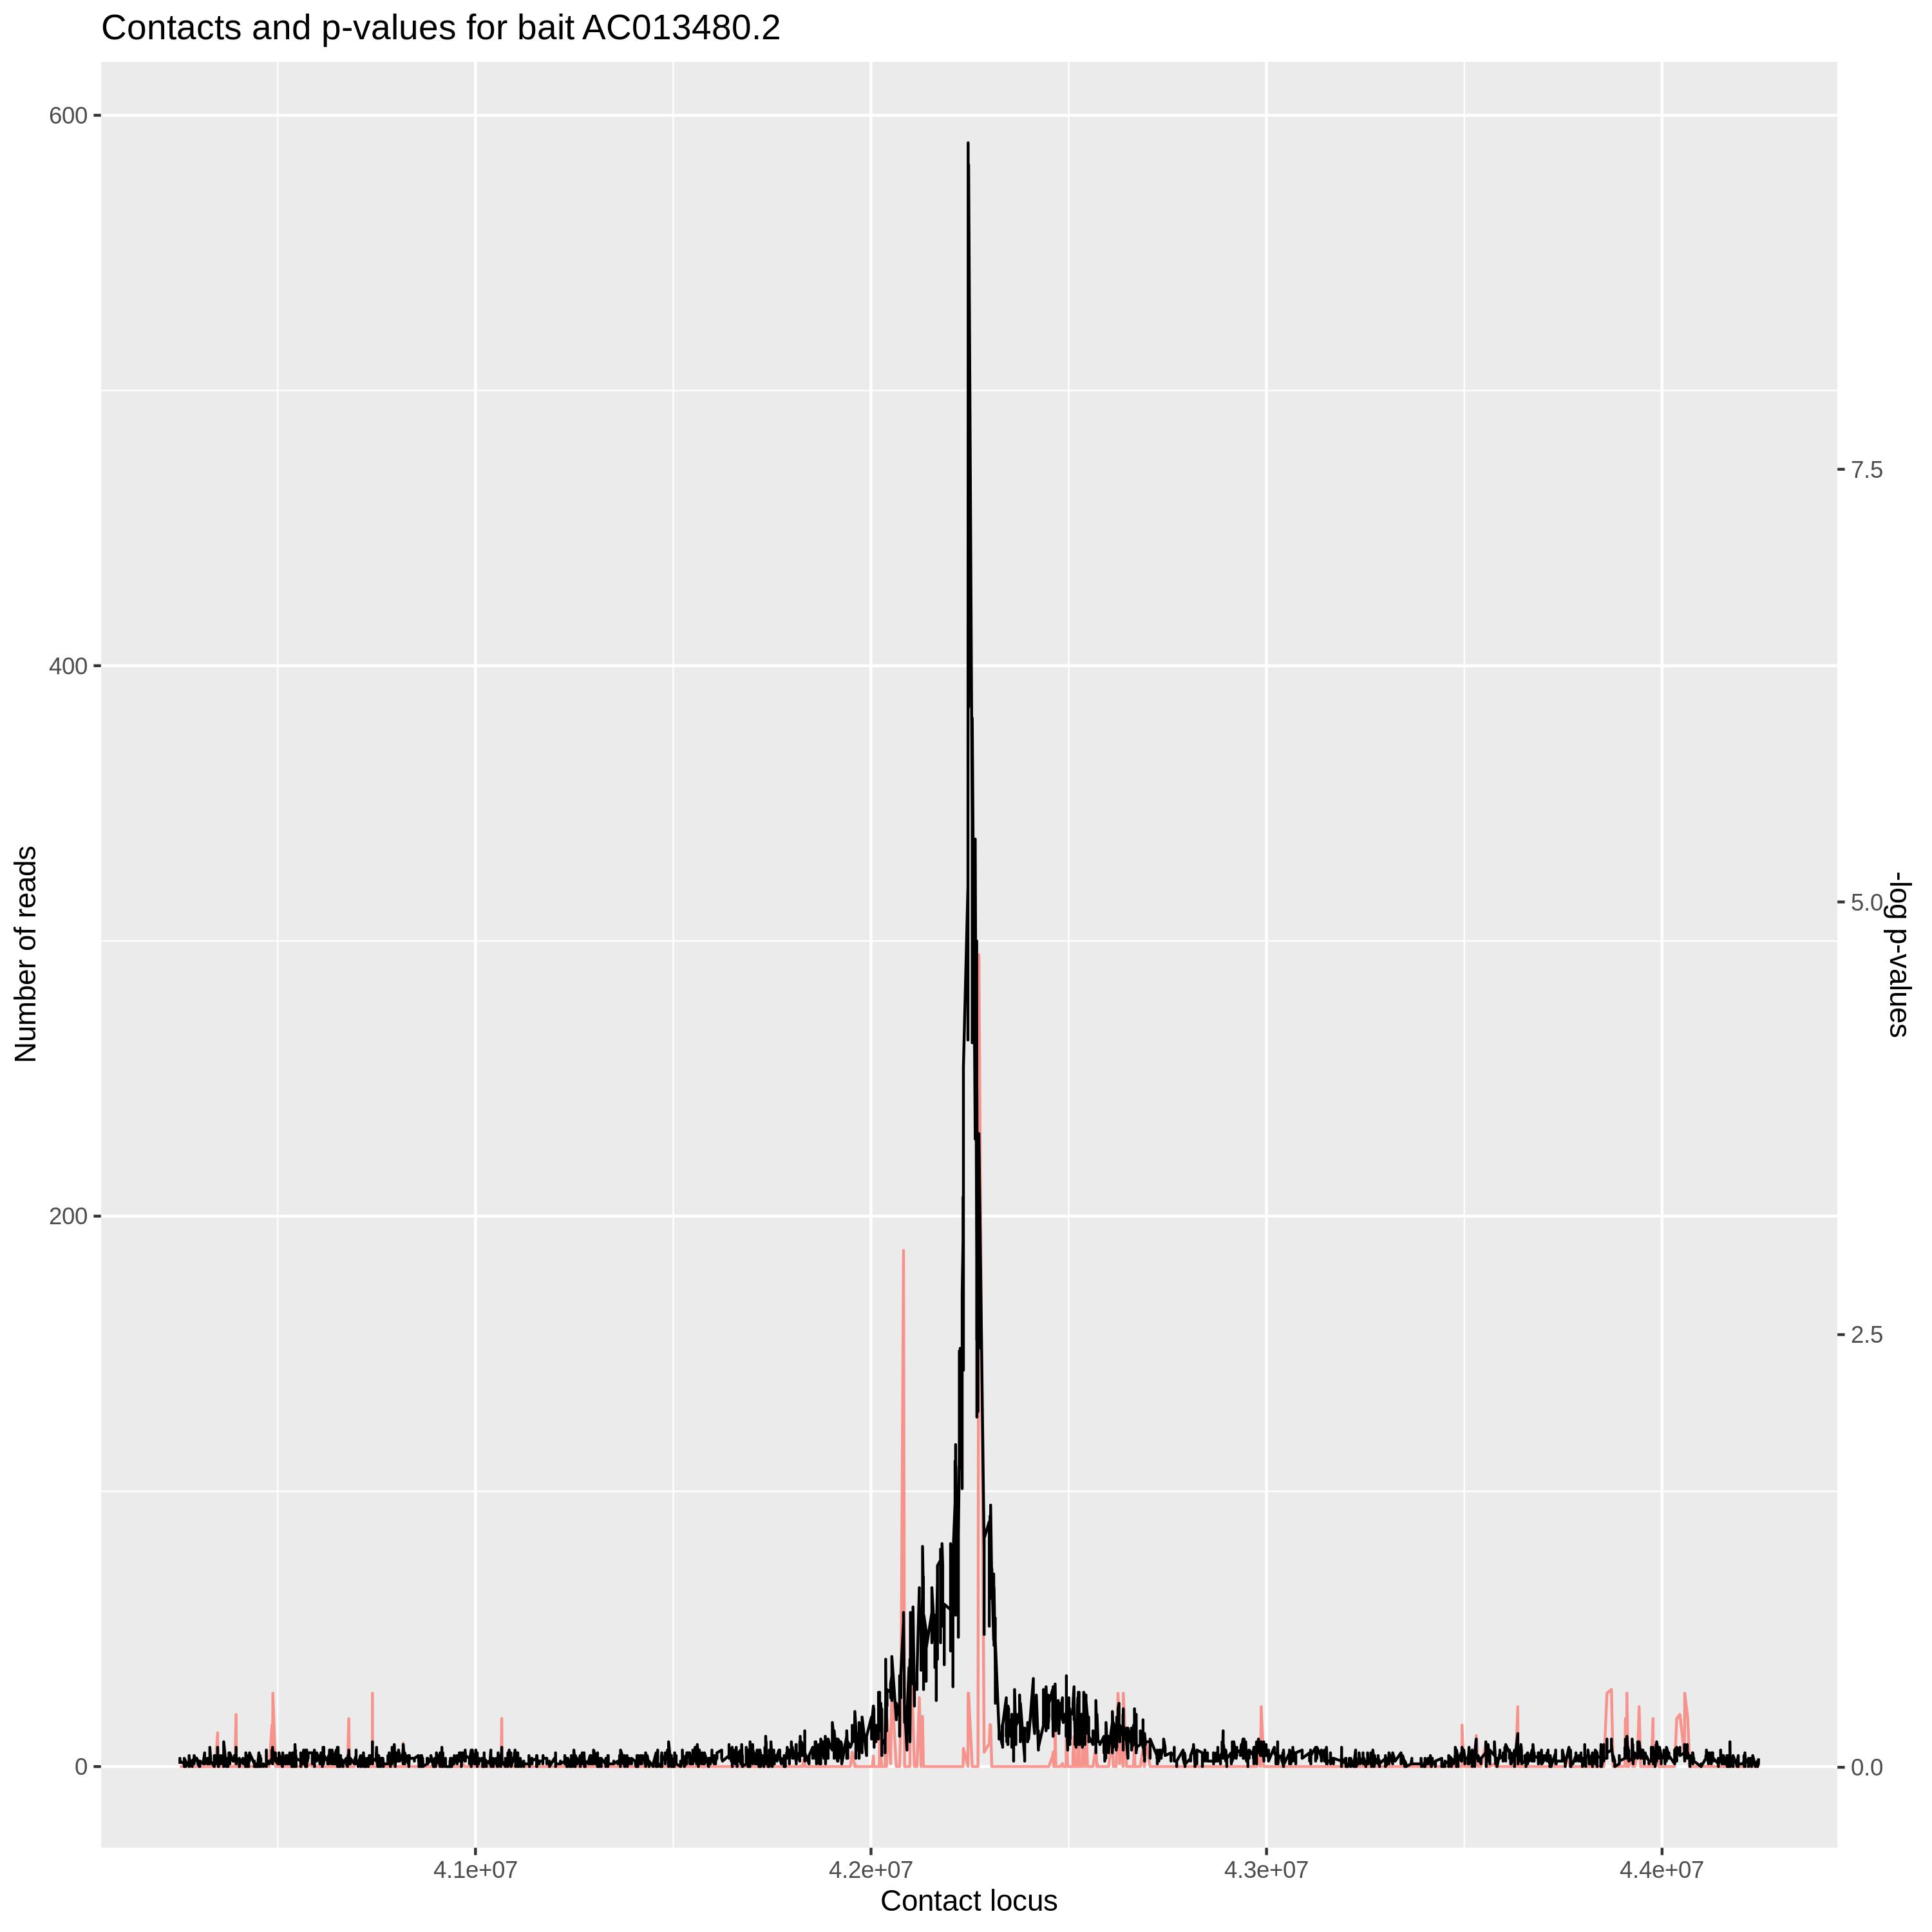 Contacts and p-values for bait AC013480.2
600
400
200
0
Number of reads
7.5
5.0
2.5
0.0
-log p-values
4.1e+07
4.2e+07
4.3e+07
4.4e+07
Contact locus